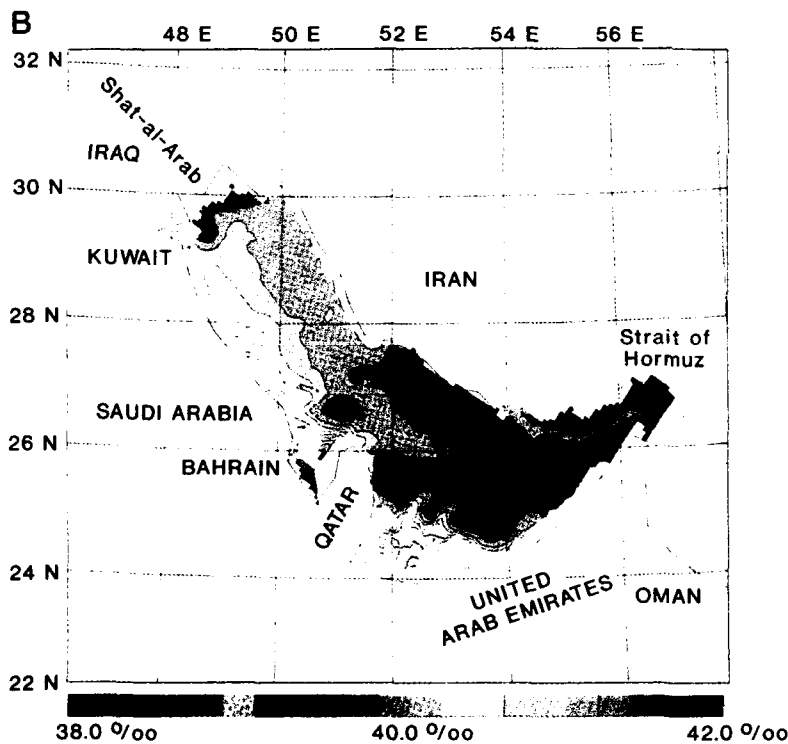 B
48 E 50 E 52 E 54 E 56 E
32 N
Shat-al-Arab
IRAQ
30 N
KUWAIT
IRAN
28 N
Strait of
Hormuz
SAUDI ARABIA
26 N
BAHRAIN
QATAR
24 N
UNITED
ARAB EMIRATES
OMAN
22 N
38.0 º/oo 40.0 º/oo 42.0 º/oo